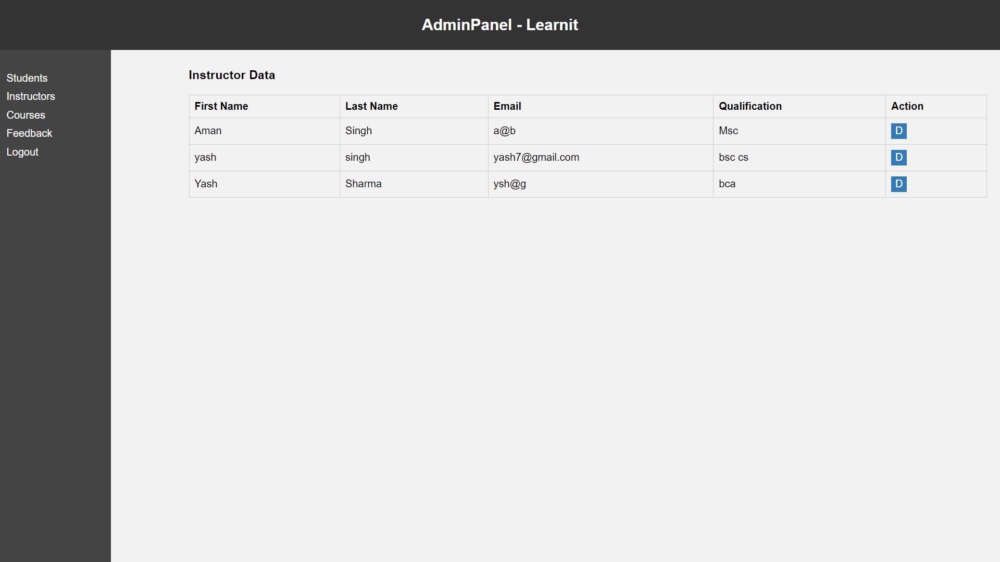 AdminPanel - Learnit
Students
Instructors
Courses
Feedback
Logout
Instructor Data
First Name Last Name Email Qualification Action
Aman Singh a@b Msc D
yash singh yash7@gmail.com bsc cs D
Yash Sharma ysh@g bca D